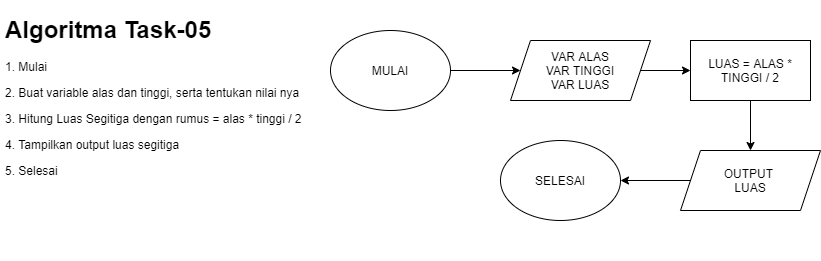 Algoritma Task-05
1. Mulai
2. Buat variable alas dan tinggi, serta tentukan nilai nya
3. Hitung Luas Segitiga dengan rumus = alas * tinggi / 2
4. Tampilkan output luas segitiga
5. Selesai
MULAI
VAR ALAS
VAR TINGGI
VAR LUAS
LUAS = ALAS *
TINGGI / 2
OUTPUT
LUAS
SELESAI